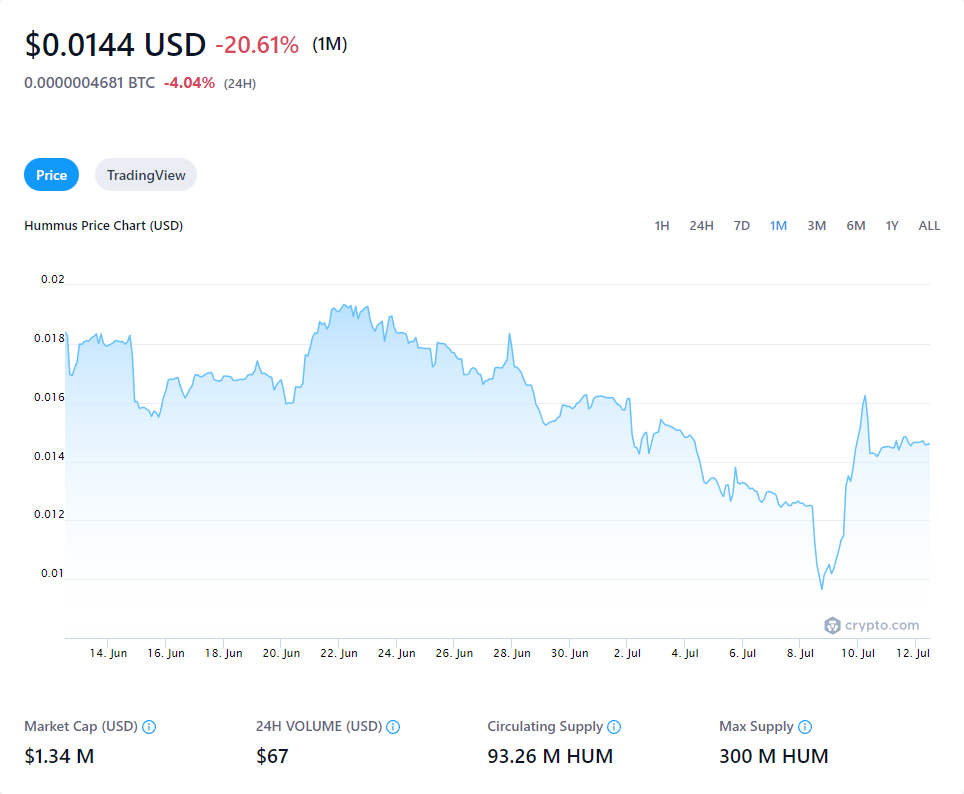 $0.0144 USD -20.61% (1M)
0.0000004681 BTC -4.04% (24H)
Price TradingView
Hummus Price Chart (USD) 1H 24H 7D 1M 3M 6M 1Y ALL
0.02
0.018
0.016
0.014
0.012
0.01
crypto.com
14. Jun 16. Jun 18. Jun 20. Jun 22. Jun 24. Jun 26. Jun 28. Jun 30. Jun 2. Jul 4. Jul 6. Jul 8. Jul 10. Jul 12. Jul
Market Cap (USD) 24H VOLUME (USD) Circulating Supply Max Supply
$1.34 M $67 93.26 M HUM 300 M HUM